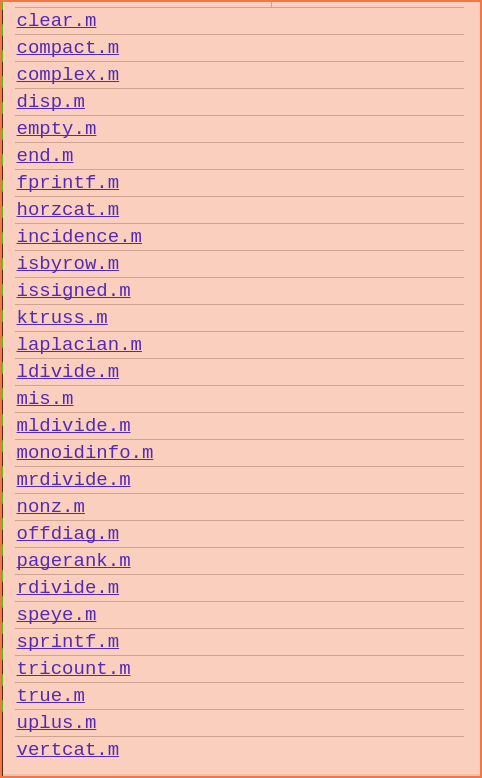 clear.m
compact.m
complex.m
disp.m
empty.m
end.m
fprintf.m
horzcat.m
incidence.m
isbyrow.m
issigned.m
ktruss.m
laplacian.m
ldivide.m
mis.m
mldivide.m
monoidinfo.m
mrdivide.m
nonz.m
offdiag.m
pagerank.m
rdivide.m
speye.m
sprintf.m
tricount.m
true.m
uplus.m
vertcat.m